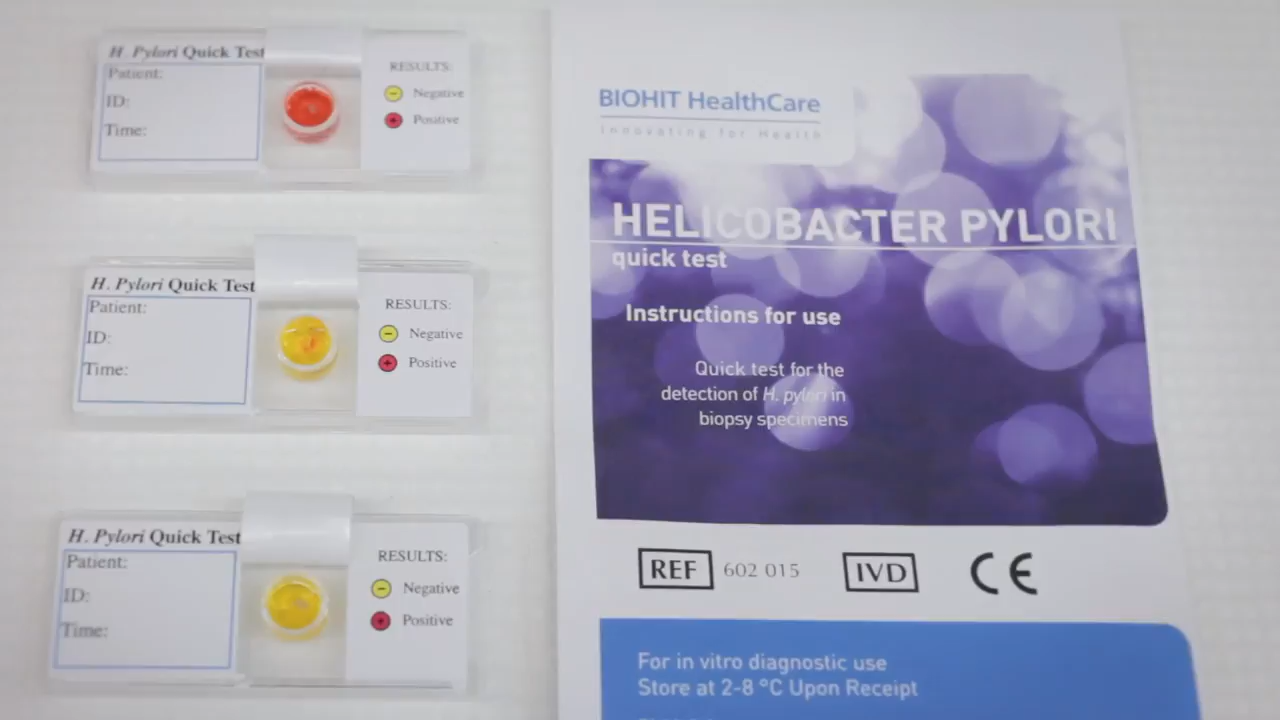 H. Pylori Quick Test
Patient:
ID:
Time:
RESULTS:
Negative
Positive
H. Pylori Quick Test
Patient:
ID:
Time:
RESULTS:
Negative
Positive
H. Pylori Quick Test
Patient:
ID:
Time:
RESULTS:
Negative
Positive
BIOHIT HealthCare
Innovating for Health
HELICOBACTER PYLORI
quick test
Instructions for use
Quick test for the
detection of H. pylori in
biopsy specimens
REF 602 015 IVD CE
For in vitro diagnostic use
Store at 2-8 °C Upon Receipt